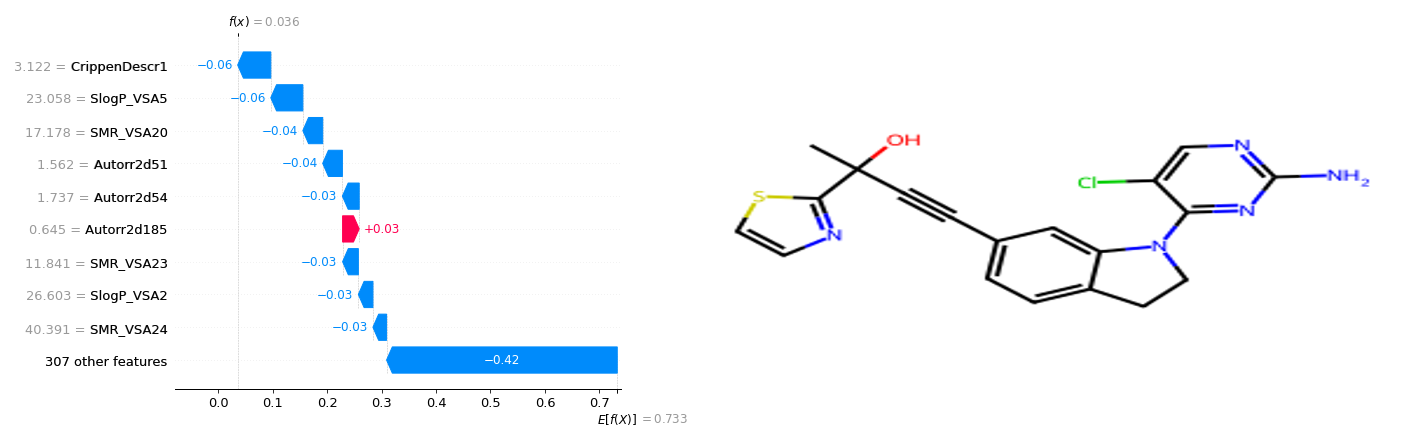 f(x) = 0.036
3.122 = CrippenDescr1
−0.06
23.058 = SlogP_VSA5
−0.06
17.178 = SMR_VSA20
−0.04
1.562 = Autorr2d51
−0.04
1.737 = Autorr2d54
−0.03
0.645 = Autorr2d185
+0.03
11.841 = SMR_VSA23
−0.03
26.603 = SlogP_VSA2
−0.03
40.391 = SMR_VSA24
−0.03
307 other features
−0.42
0.0 0.1 0.2 0.3 0.4 0.5 0.6 0.7
E[f(X)] = 0.733
OH
S
N
Cl
N
N
NH2
N